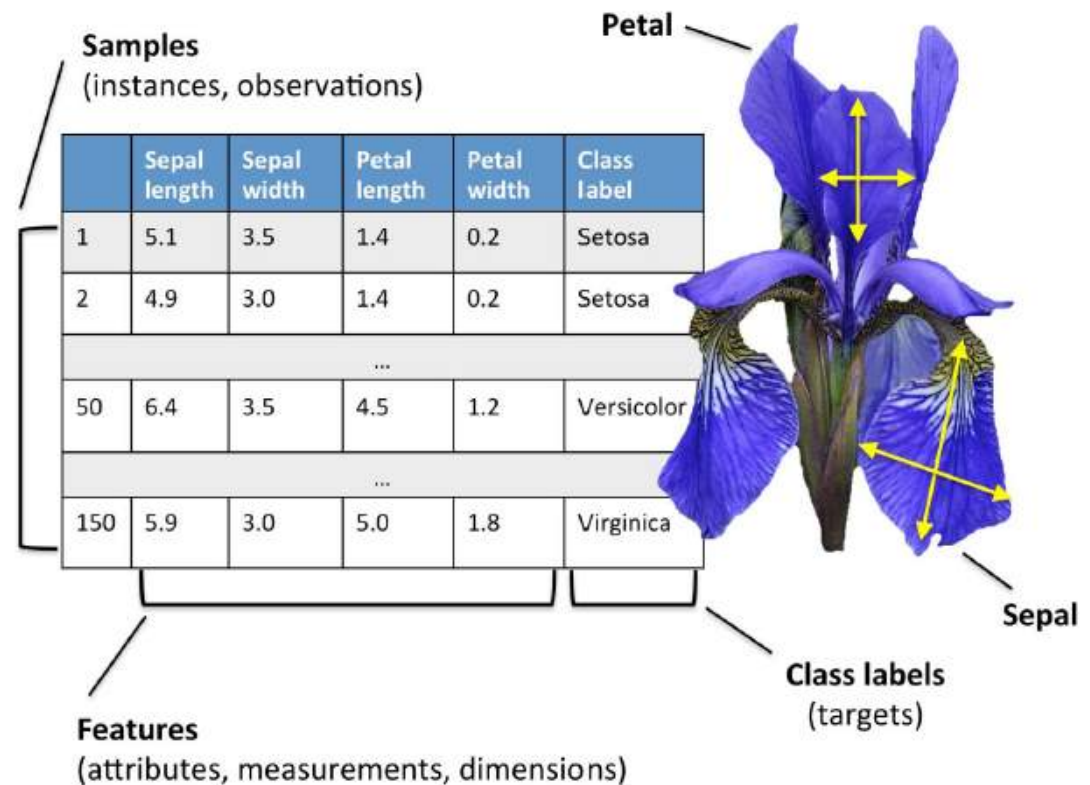 Samples
(instances, observations)
Petal
Sepal length Sepal width Petal length Petal width Class label
1 5.1 3.5 1.4 0.2 Setosa
2 4.9 3.0 1.4 0.2 Setosa
...
50 6.4 3.5 4.5 1.2 Versicolor
...
150 5.9 3.0 5.0 1.8 Virginica
Sepal
Class labels
(targets)
Features
(attributes, measurements, dimensions)